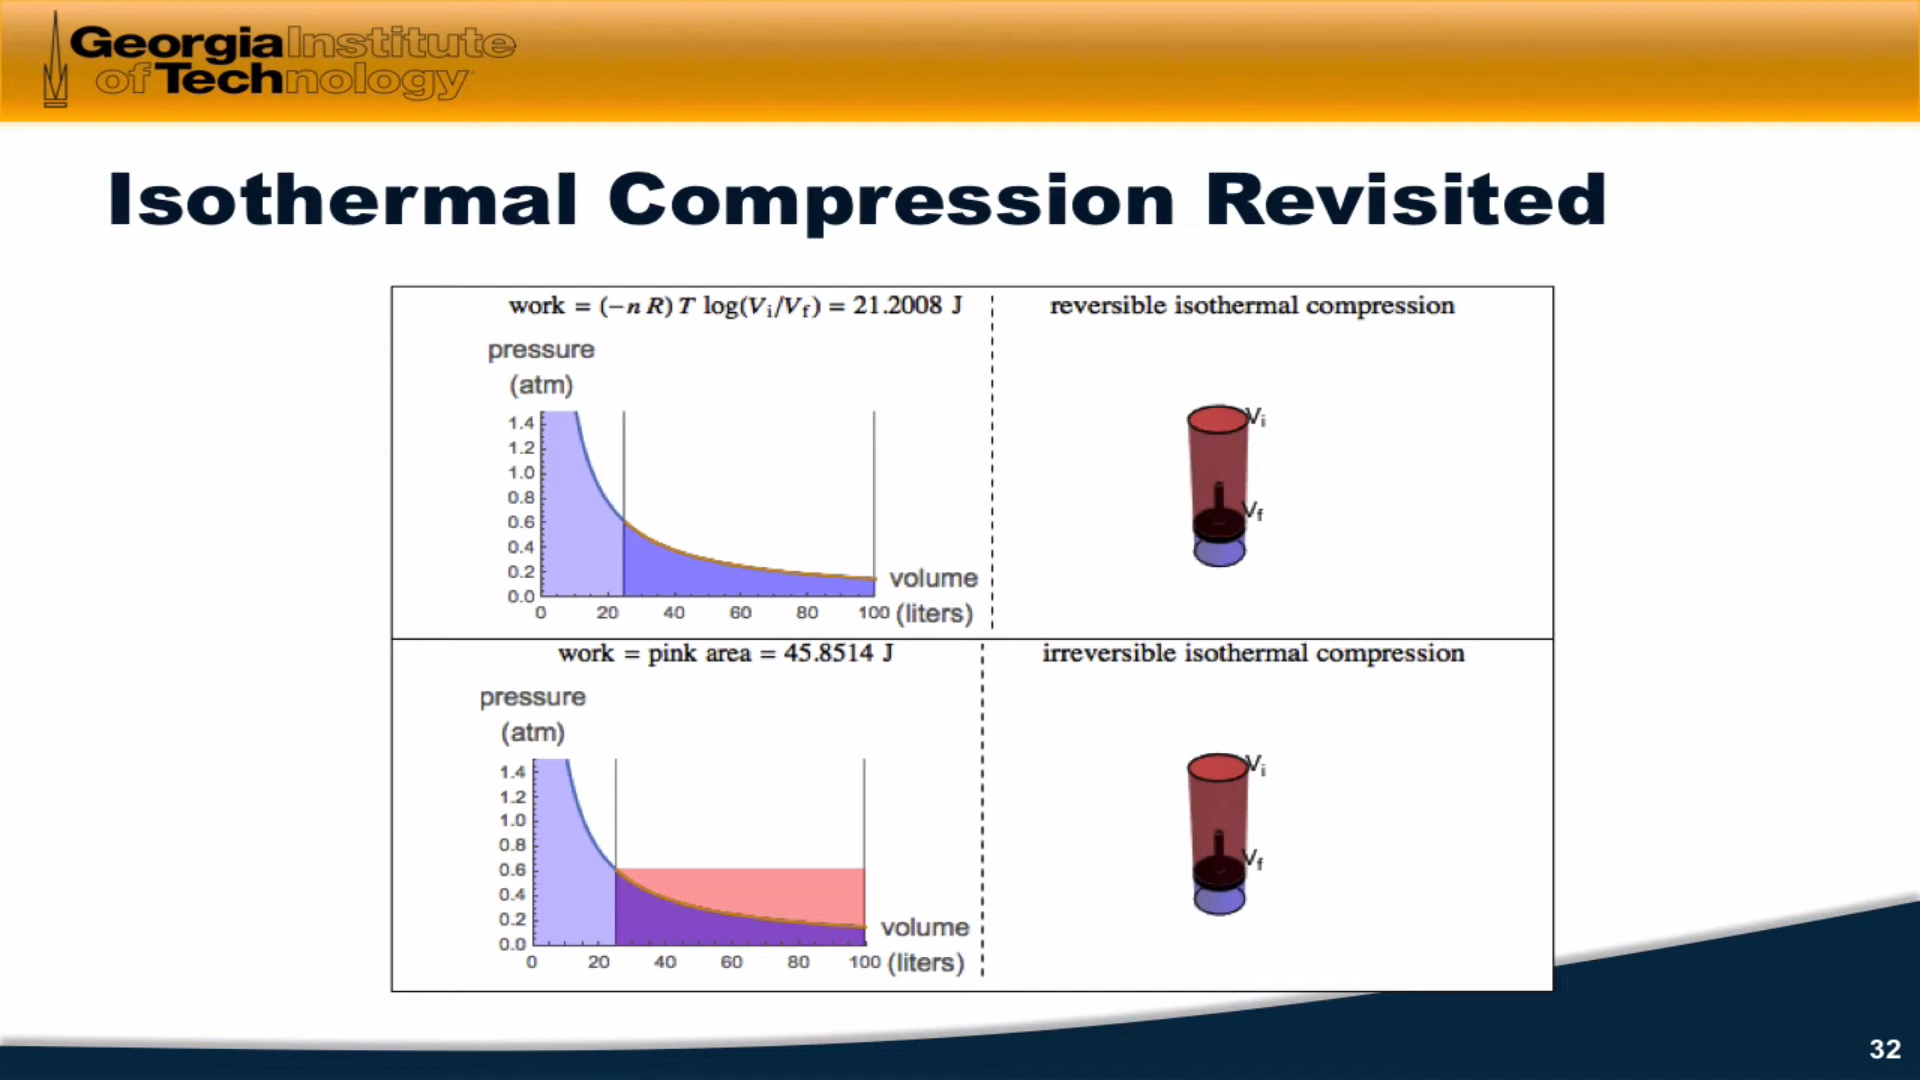 Georgia Institute
of Technology
Isothermal Compression Revisited
work = (−n R) T log(Vi/Vf) = 21.2008 J
reversible isothermal compression
pressure
(atm)
1.4
1.2
1.0
0.8
0.6
0.4
0.2
0.0
0 20 40 60 80 100
volume
(liters)
Vi
Vf
work = pink area = 45.8514 J
irreversible isothermal compression
pressure
(atm)
1.4
1.2
1.0
0.8
0.6
0.4
0.2
0.0
0 20 40 60 80 100
volume
(liters)
Vi
Vf
32